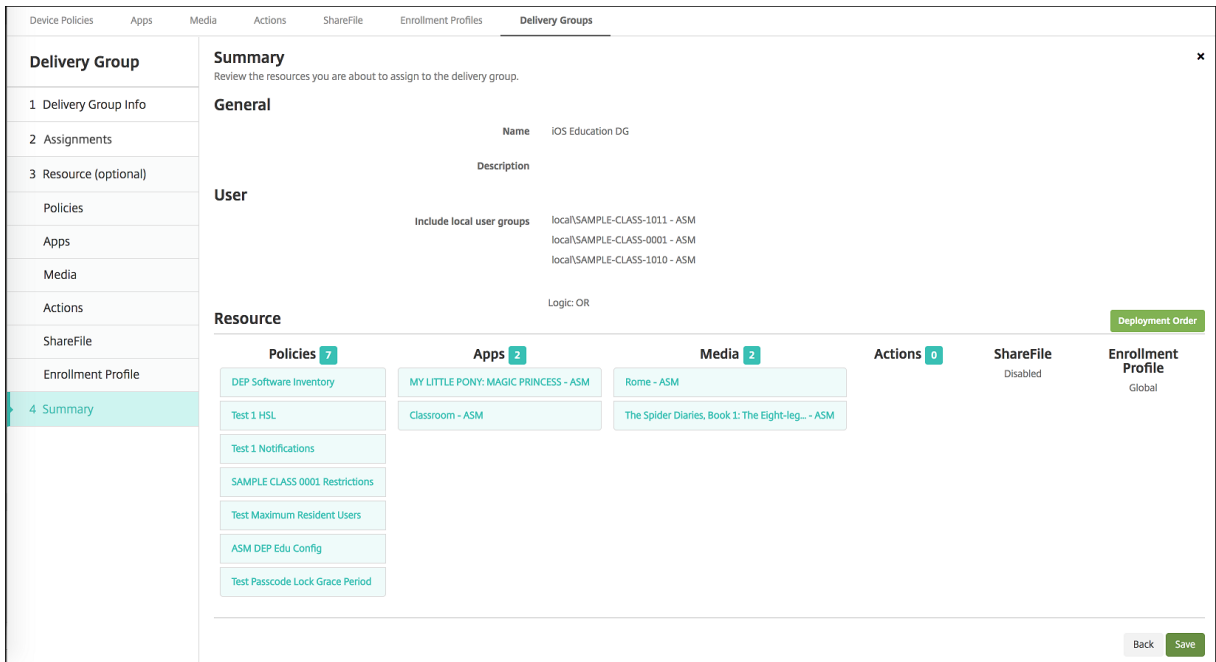 Device Policies Apps Media Actions ShareFile Enrollment Profiles Delivery Groups
Delivery Group
1 Delivery Group Info
2 Assignments
3 Resource (optional)
Policies
Apps
Media
Actions
ShareFile
Enrollment Profile
4 Summary
Summary
Review the resources you are about to assign to the delivery group.
General
Name iOS Education DG
Description
User
Include local user groups local\SAMPLE-CLASS-1011 - ASM
local\SAMPLE-CLASS-0001 - ASM
local\SAMPLE-CLASS-1010 - ASM
Logic: OR
Resource
Deployment Order
Policies 7
DEP Software Inventory
Test 1 HSL
Test 1 Notifications
SAMPLE CLASS 0001 Restrictions
Test Maximum Resident Users
ASM DEP Edu Config
Test Passcode Lock Grace Period
Apps 2
MY LITTLE PONY: MAGIC PRINCESS - ASM
Classroom - ASM
Media 2
Rome - ASM
The Spider Diaries, Book 1: The Eight-leg... - ASM
Actions 0
ShareFile
Disabled
Enrollment
Profile
Global
Back Save